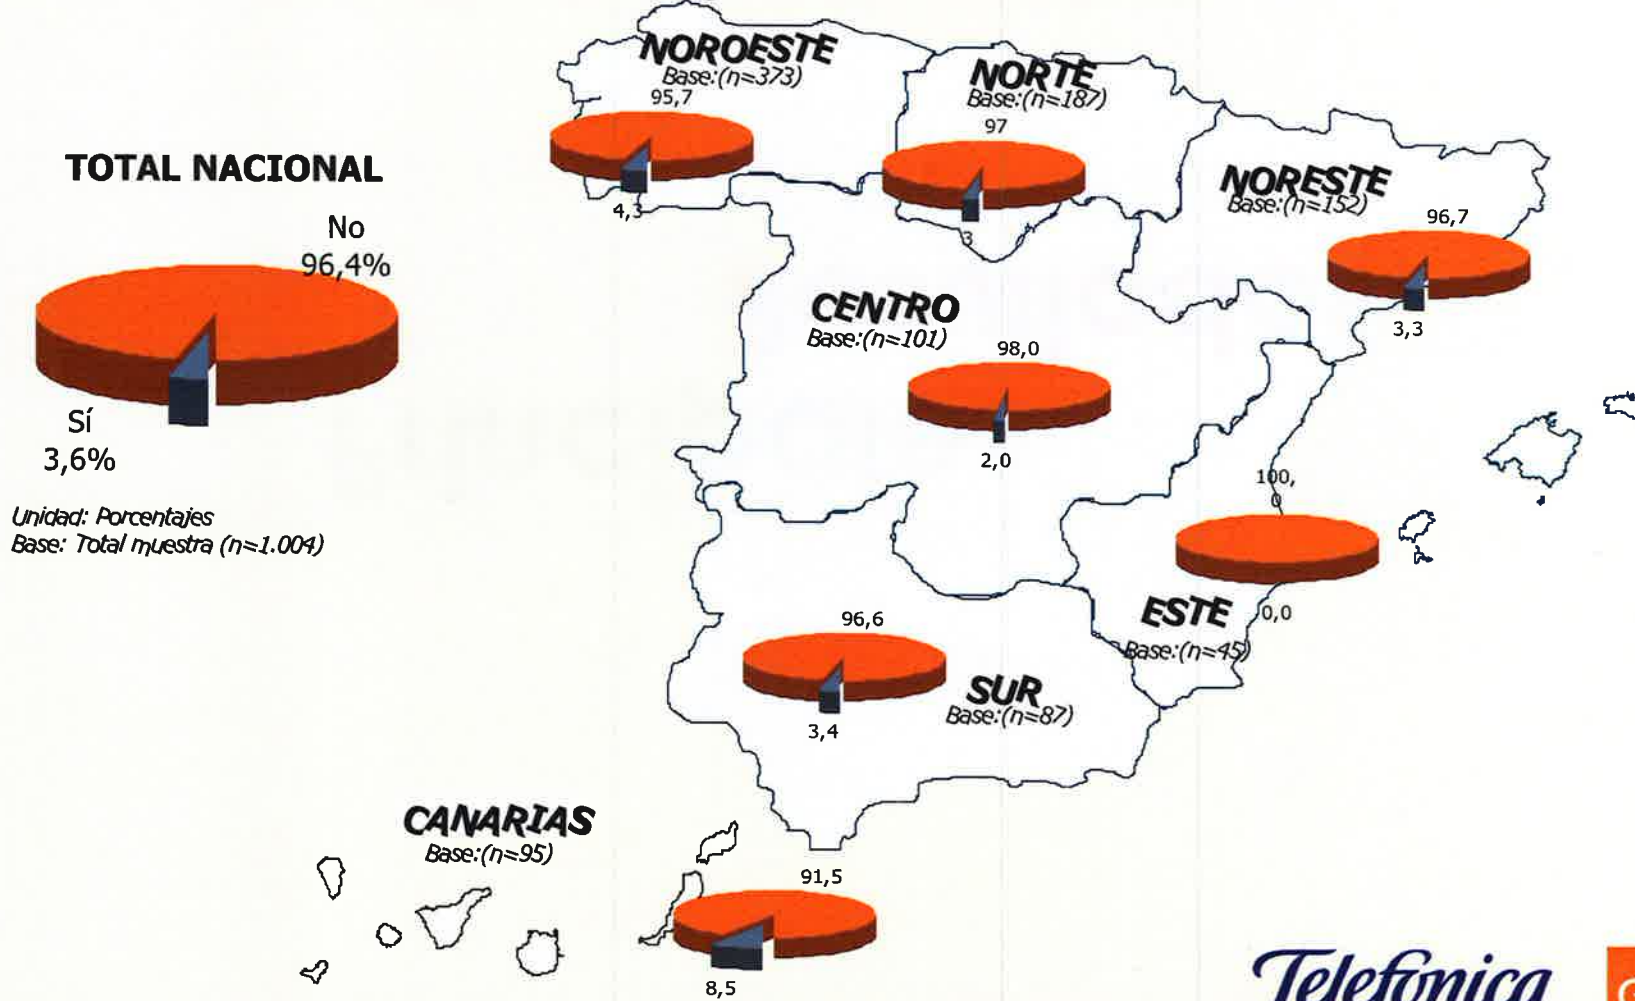 NOROESTE
Base:(n=373)
95,7
4,3
NORTE
Base:(n=187)
97
3
TOTAL NACIONAL
No
96,4%
Sí
3,6%
Unidad: Porcentajes
Base: Total muestra (n=1.004)
NORESTE
Base:(n=152)
96,7
3,3
CENTRO
Base:(n=101)
98,0
2,0
100,
0
0,0
ESTE
Base:(n=45)
96,6
3,4
SUR
Base:(n=87)
CANARIAS
Base:(n=95)
91,5
8,5
Telefónica